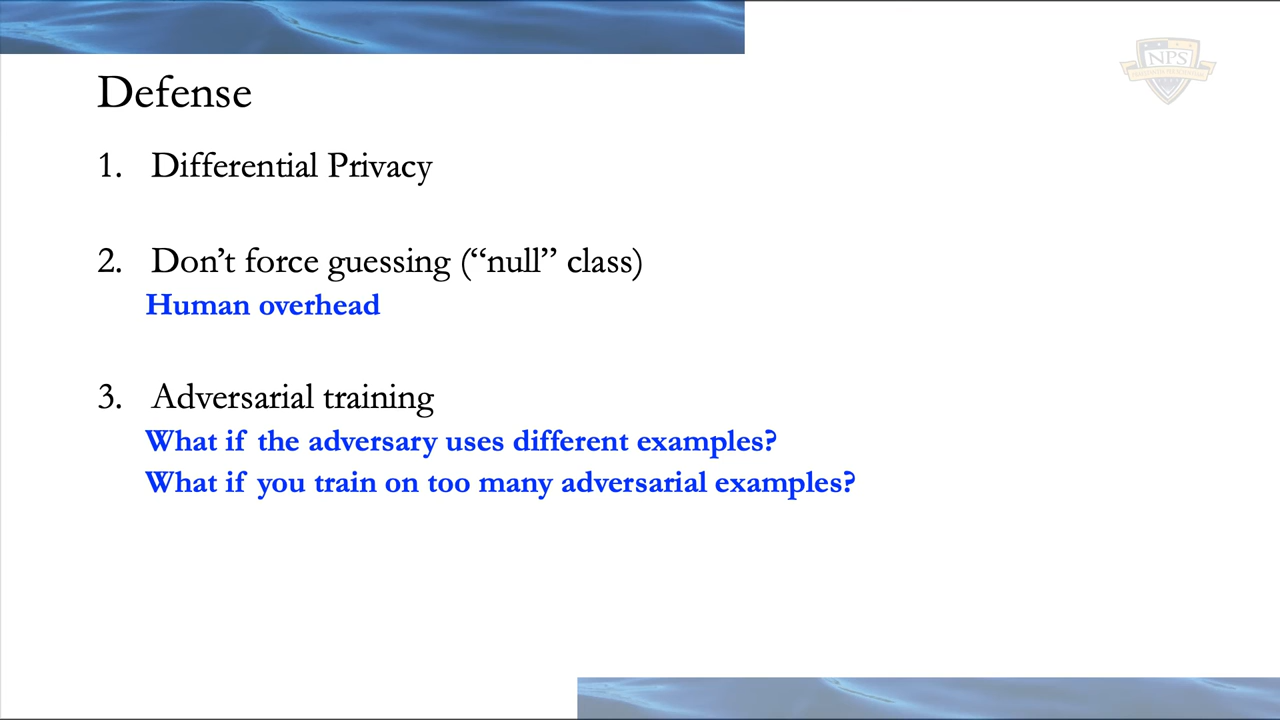 NPS
Defense
1. Differential Privacy
2. Don’t force guessing (“null” class)
Human overhead
3. Adversarial training
What if the adversary uses different examples?
What if you train on too many adversarial examples?